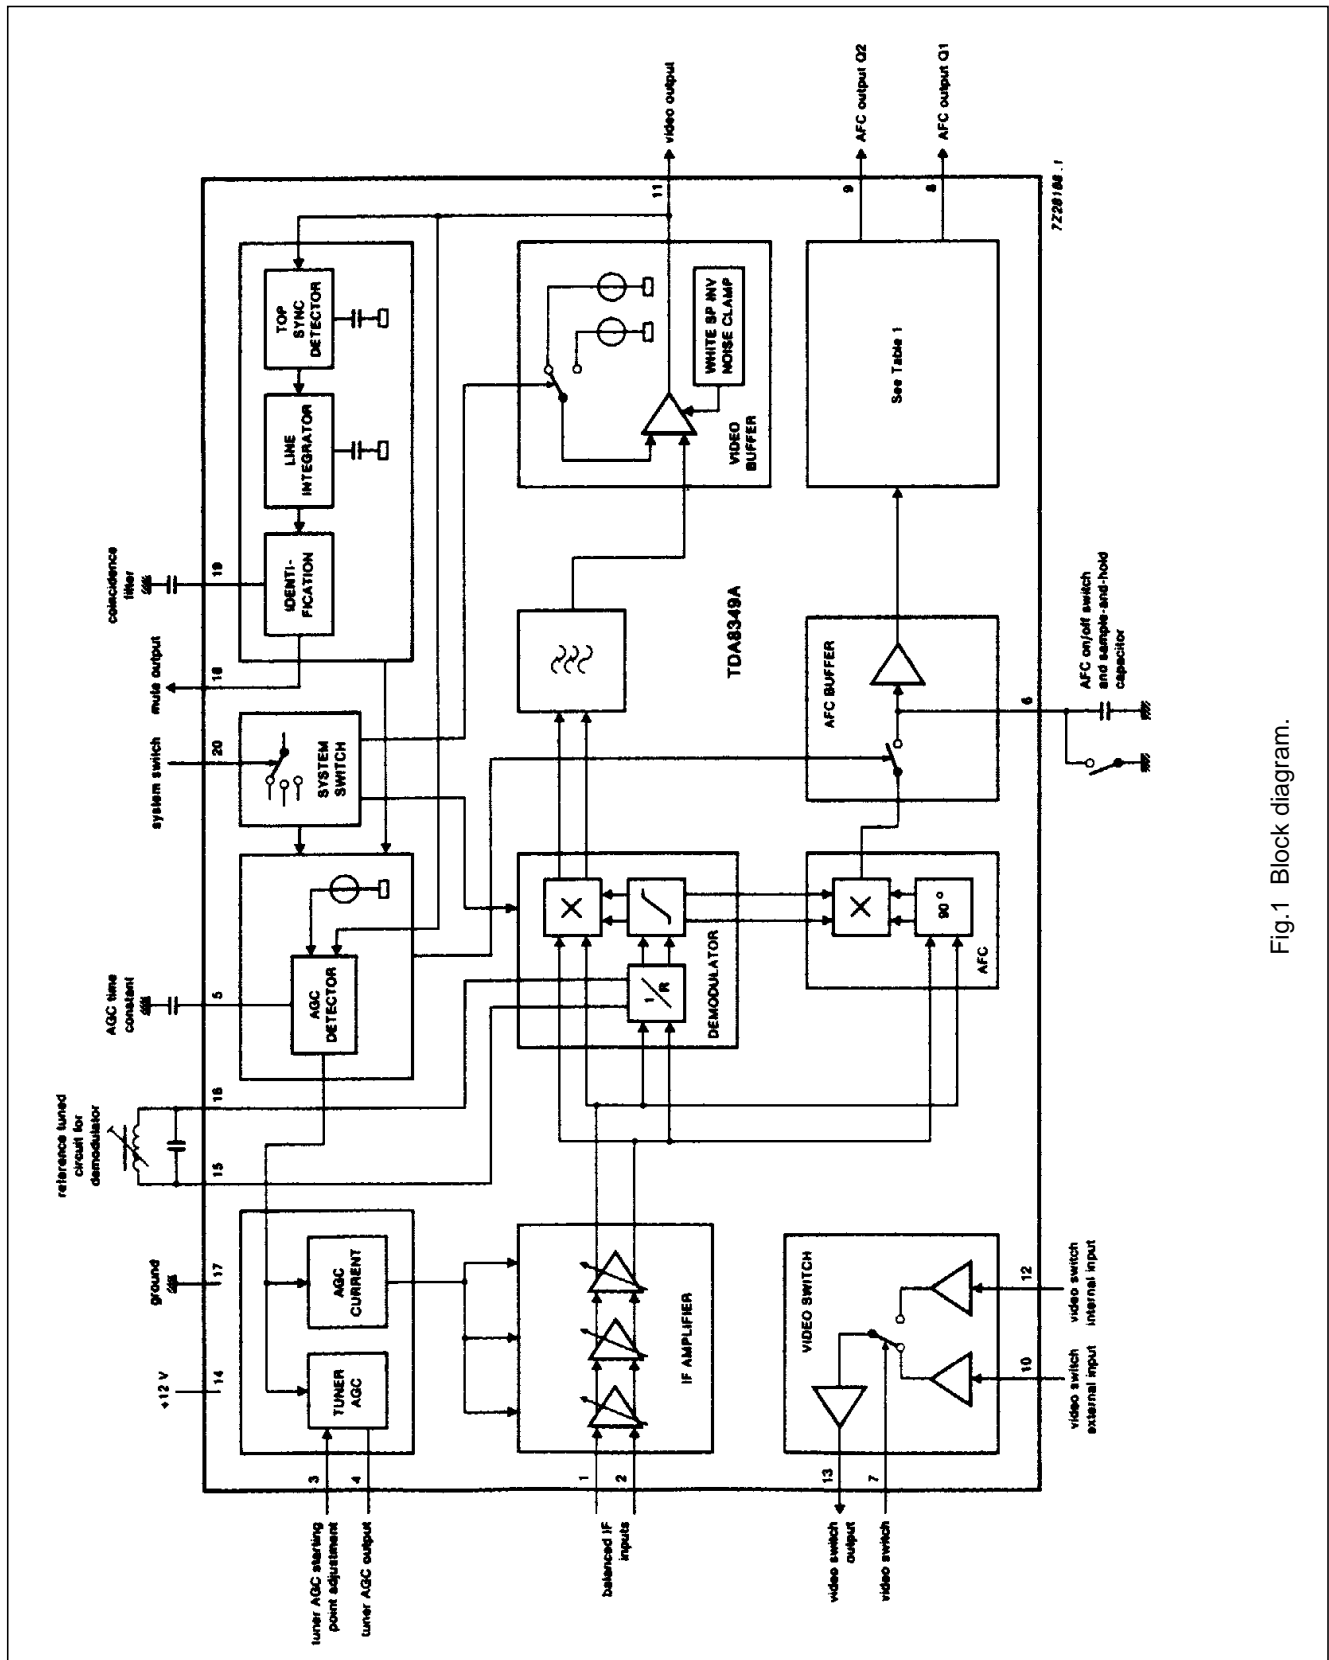 tuner AGC starting
point adjustment
3
tuner AGC output
4
+12 V
14
ground
17
TUNER
AGC
AGC
CURRENT
reference tuned
circuit for
demodulator
15
16
AGC time
constant
5
AGC
DETECTOR
system switch
20
SYSTEM
SWITCH
mute output
18
coincidence
filter
19
IDENTI-
FICATION
LINE
INTEGRATOR
TOP
SYNC
DETECTOR
balanced IF
inputs
1
2
IF AMPLIFIER
DEMODULATOR
1/R
X
TDA8349A
VIDEO
BUFFER
WHITE SP INV
NOISE CLAMP
11
video output
video switch
output
13
video switch
7
VIDEO SWITCH
10
video switch
external input
12
video switch
internal input
AFC
X
90°
AFC BUFFER
6
AFC on/off switch
and sample-and-hold
capacitor
See Table 1
9
AFC output Q2
8
AFC output Q1
7Z28188.1
Fig.1 Block diagram.